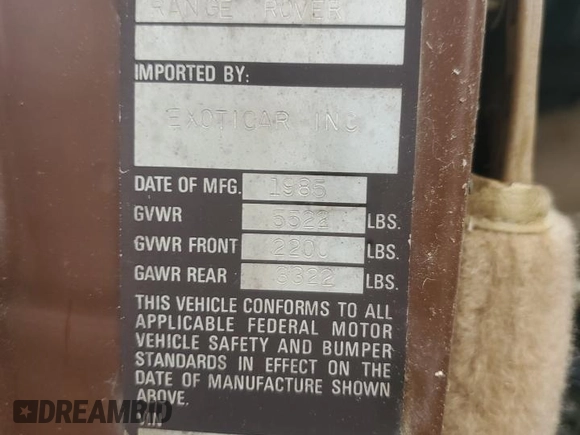 RANGE ROVER
IMPORTED BY:
EXOTICAR INC
DATE OF MFG. 1985
GVWR 5522 LBS.
GVWR FRONT 2200 LBS.
GAWR REAR 3322 LBS.
THIS VEHICLE CONFORMS TO ALL
APPLICABLE FEDERAL MOTOR
VEHICLE SAFETY AND BUMPER
STANDARDS IN EFFECT ON THE
DATE OF MANUFACTURE SHOWN
ABOVE.
VIN
DREAMBID